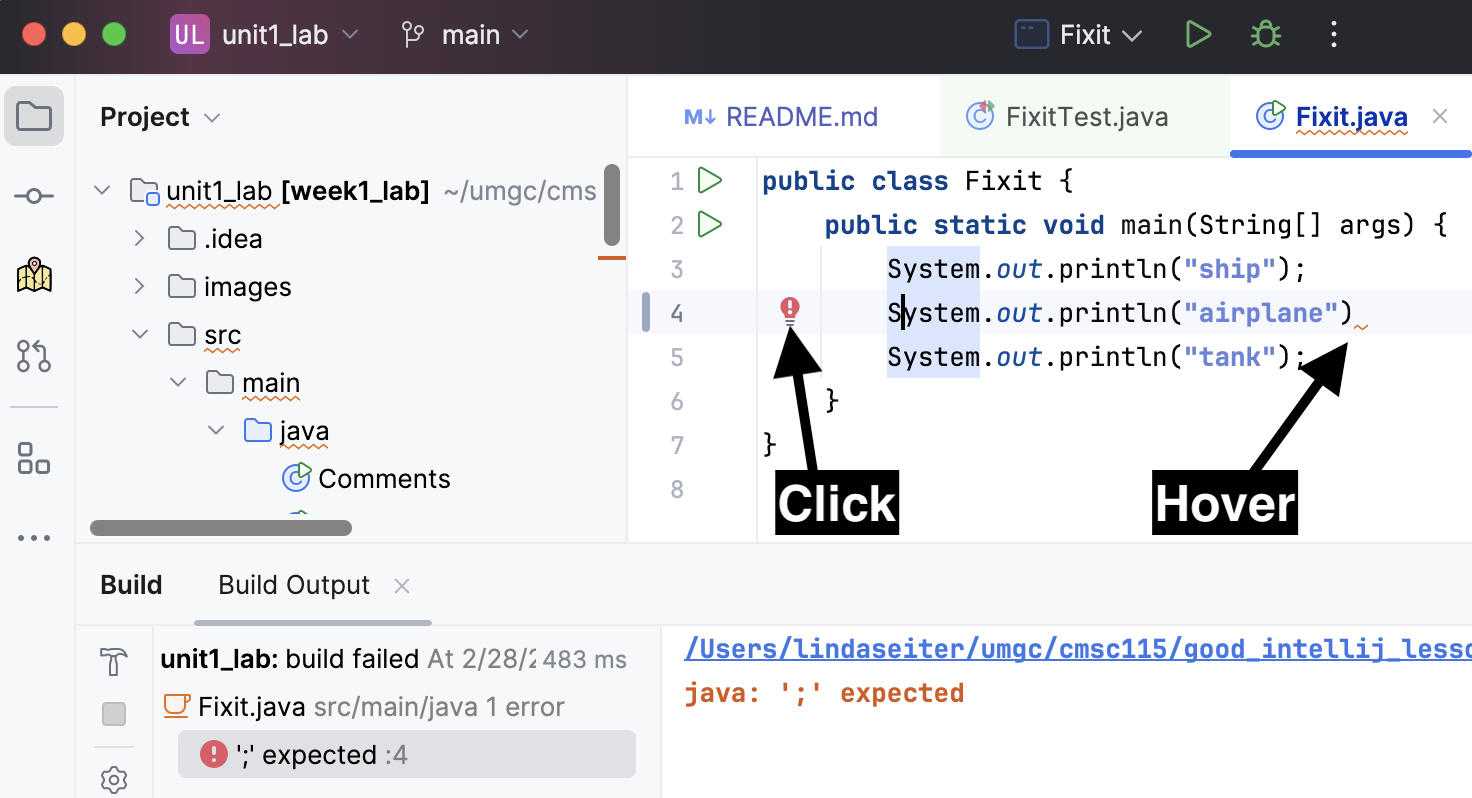 UL unit1_lab main Fixit
Project
README.md FixitTest.java Fixit.java
unit1_lab [week1_lab] ~/umgc/cms
.idea
images
src
main
java
Comments
1 public class Fixit {
2 public static void main(String[] args) {
3 System.out.println("ship");
4 System.out.println("airplane")
5 System.out.println("tank");
6 }
7 }
8
Click Hover
Build Build Output
unit1_lab: build failed At 2/28/2 483 ms
Fixit.java src/main/java 1 error
';' expected :4
/Users/lindaseiter/umgc/cmsc115/good_intellij_lesso
java: ';' expected